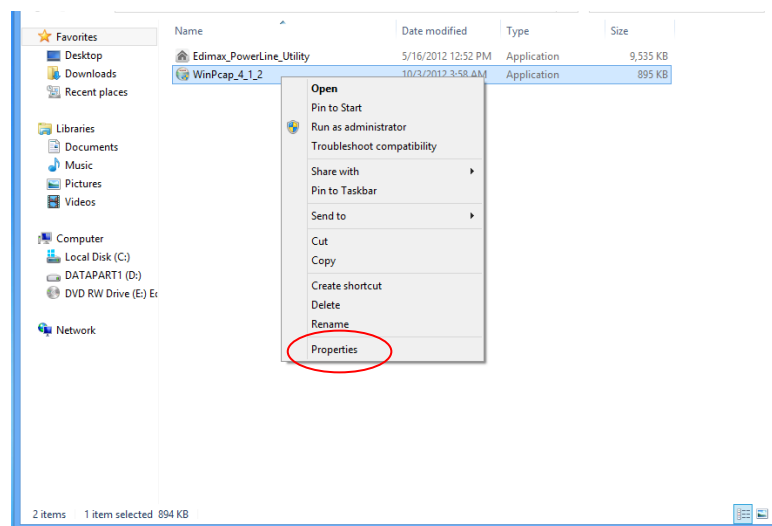 Name Date modified Type Size
Favorites
Desktop
Downloads
Recent places
Libraries
Documents
Music
Pictures
Videos
Computer
Local Disk (C:)
DATAPART1 (D:)
DVD RW Drive (E:)
Network
Edimax_PowerLine_Utility 5/16/2012 12:52 PM Application 9,535 KB
WinPcap_4_1_2 10/3/2012 3:58 AM Application 895 KB
Open
Pin to Start
Run as administrator
Troubleshoot compatibility
Share with
Pin to Taskbar
Send to
Cut
Copy
Create shortcut
Delete
Rename
Properties
2 items 1 item selected 894 KB